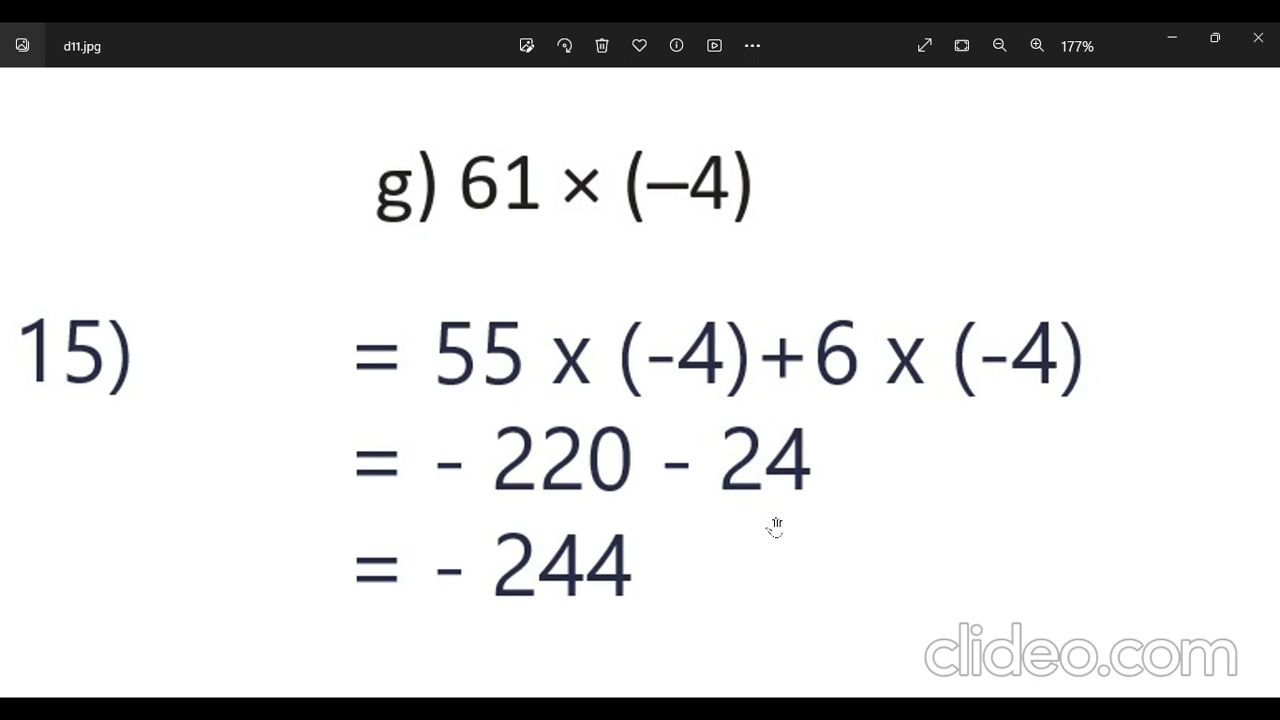 d11.jpg
177%
g) 61 × (–4)
15) = 55 x (-4)+6 x (-4)
= - 220 - 24
= - 244
clideo.com